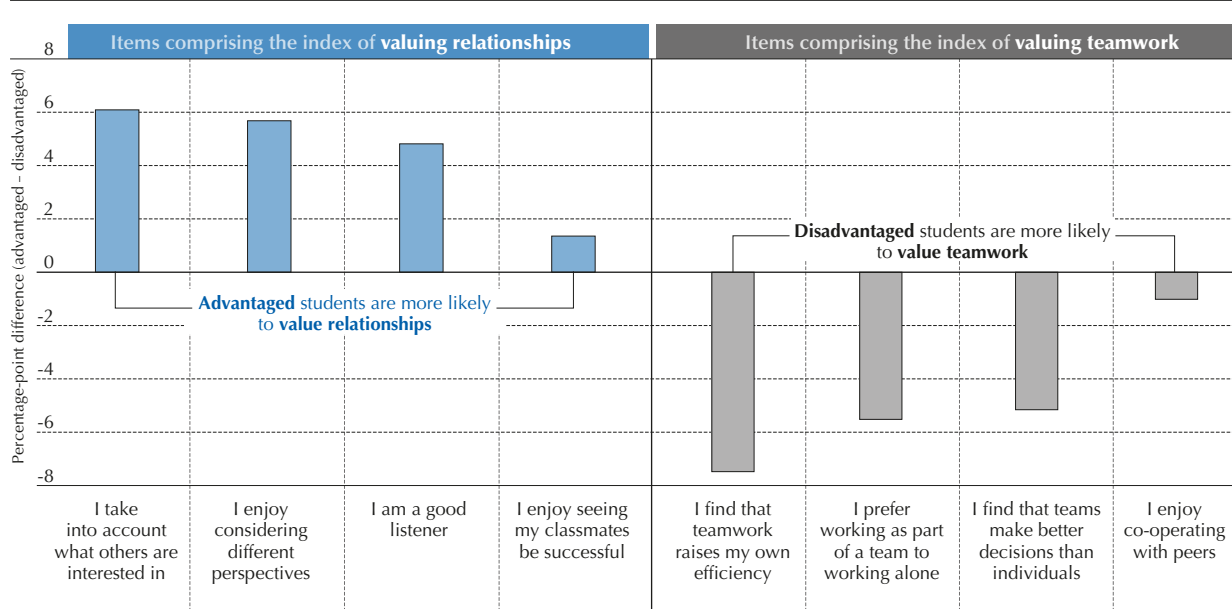 Items comprising the index of valuing relationships
Items comprising the index of valuing teamwork
Percentage-point difference (advantaged – disadvantaged)
8
6
4
2
0
-2
-4
-6
-8
Advantaged students are more likely
to value relationships
Disadvantaged students are more likely
to value teamwork
I take
into account
what others are
interested in
I enjoy
considering
different
perspectives
I am a good
listener
I enjoy seeing
my classmates
be successful
I find that
teamwork
raises my own
efficiency
I prefer
working as part
of a team to
working alone
I find that teams
make better
decisions than
individuals
I enjoy
co-operating
with peers